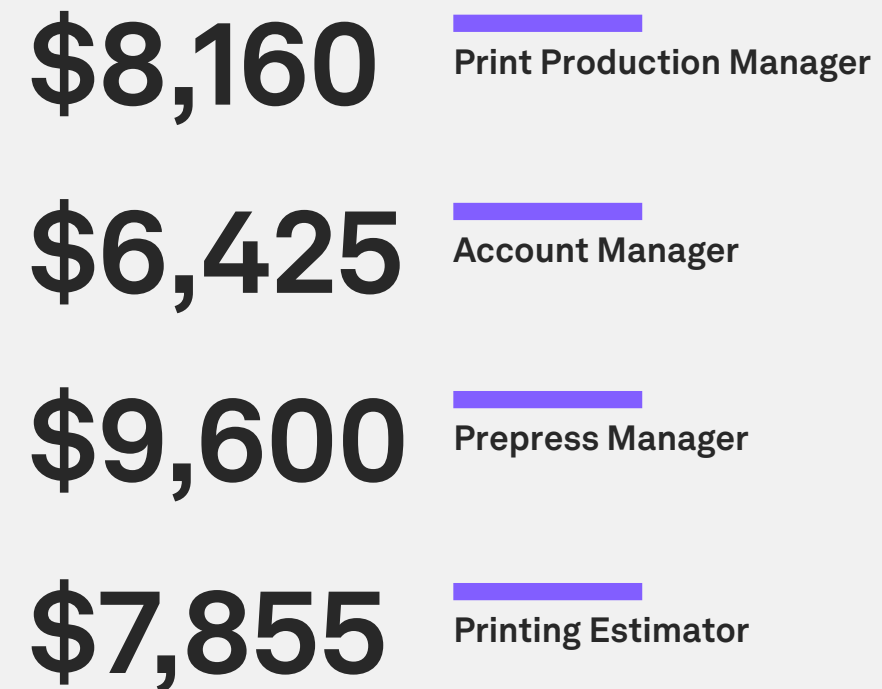 $8,160
Print Production Manager
$6,425
Account Manager
$9,600
Prepress Manager
$7,855
Printing Estimator